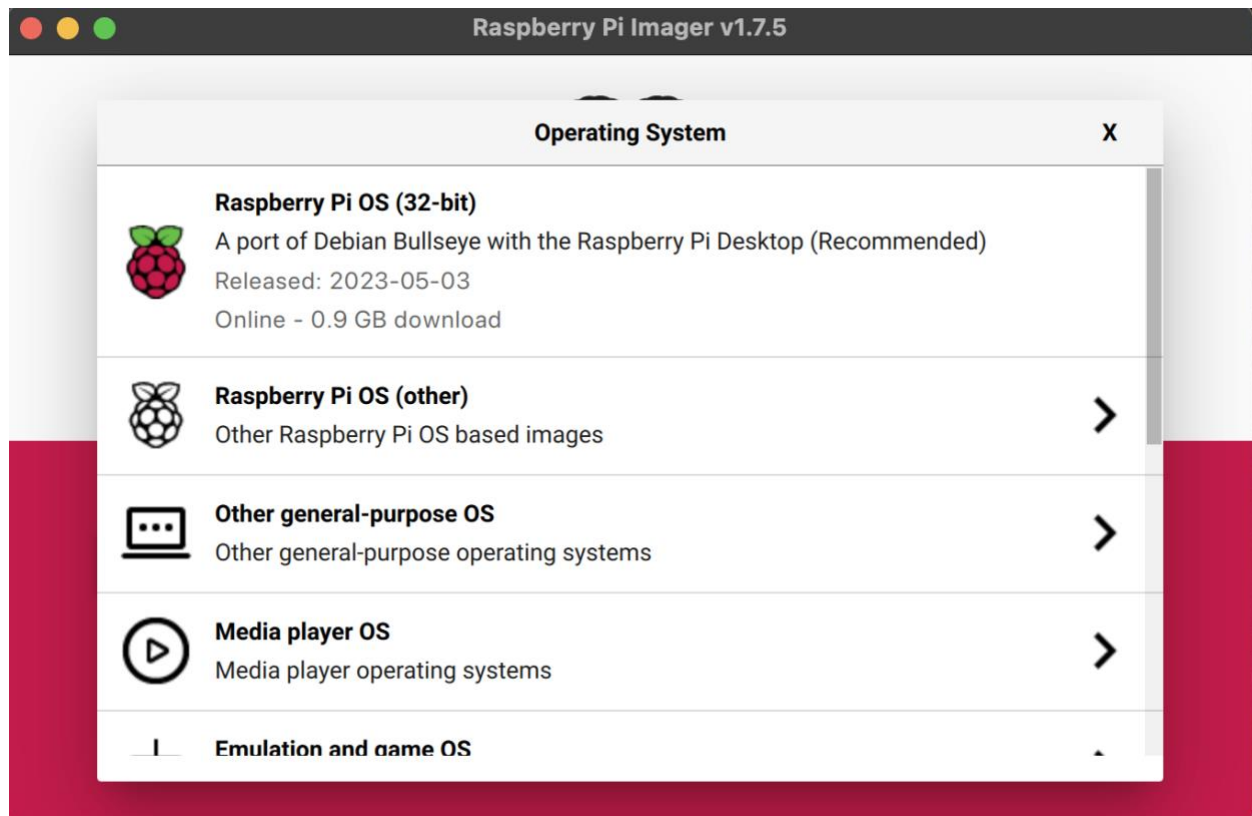 Raspberry Pi Imager v1.7.5
Operating System X
Raspberry Pi OS (32-bit)
A port of Debian Bullseye with the Raspberry Pi Desktop (Recommended)
Released: 2023-05-03
Online - 0.9 GB download
Raspberry Pi OS (other)
Other Raspberry Pi OS based images
Other general-purpose OS
Other general-purpose operating systems
Media player OS
Media player operating systems
Emulation and game OS